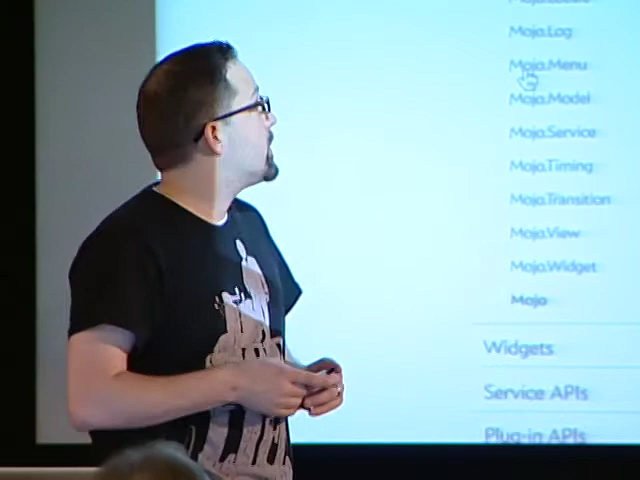 Mojo.Log
Mojo.Menu
Mojo.Model
Mojo.Service
Mojo.Timing
Mojo.Transition
Mojo.View
Mojo.Widget
Mojo
Widgets
Service APIs
Plug-in APIs